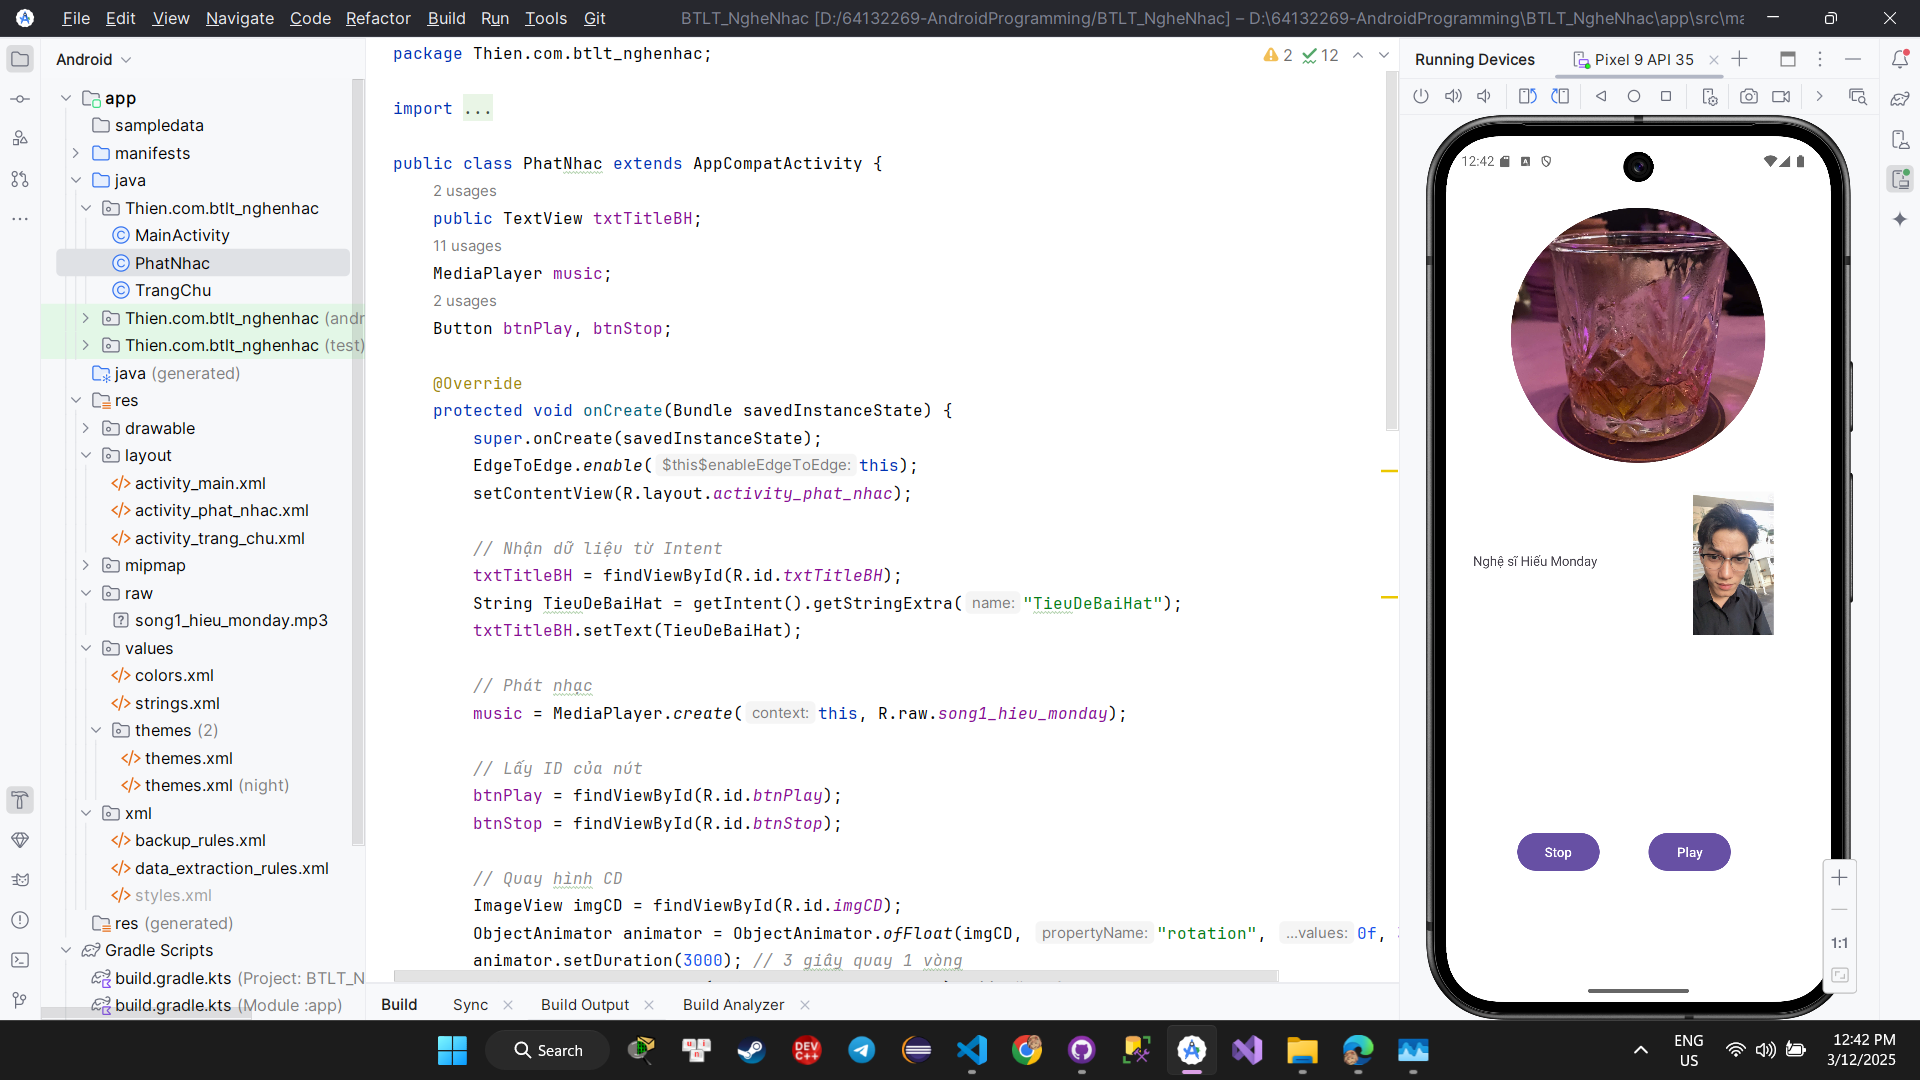 File Edit View Navigate Code Refactor Build Run Tools Git
BTLT_NgheNhac [D:/64132269-AndroidProgramming/BTLT_NgheNhac] – D:\64132269-AndroidProgramming\BTLT_NgheNhac\app\src\ma
Android
app
sampledata
manifests
java
Thien.com.btlt_nghenhac
MainActivity
PhatNhac
TrangChu
Thien.com.btlt_nghenhac (andr
Thien.com.btlt_nghenhac (test)
java (generated)
res
drawable
layout
activity_main.xml
activity_phat_nhac.xml
activity_trang_chu.xml
mipmap
raw
song1_hieu_monday.mp3
values
colors.xml
strings.xml
themes (2)
themes.xml
themes.xml (night)
xml
backup_rules.xml
data_extraction_rules.xml
styles.xml
res (generated)
Gradle Scripts
build.gradle.kts (Project: BTLT_N
build.gradle.kts (Module :app)
package Thien.com.btlt_nghenhac;
2 12
import ...
public class PhatNhac extends AppCompatActivity {
2 usages
public TextView txtTitleBH;
11 usages
MediaPlayer music;
2 usages
Button btnPlay, btnStop;
@Override
protected void onCreate(Bundle savedInstanceState) {
super.onCreate(savedInstanceState);
EdgeToEdge.enable( $this$enableEdgeToEdge: this);
setContentView(R.layout.activity_phat_nhac);
// Nhận dữ liệu từ Intent
txtTitleBH = findViewById(R.id.txtTitleBH);
String TieuDeBaiHat = getIntent().getStringExtra( name: "TieuDeBaiHat");
txtTitleBH.setText(TieuDeBaiHat);
// Phát nhạc
music = MediaPlayer.create( context: this, R.raw.song1_hieu_monday);
// Lấy ID của nút
btnPlay = findViewById(R.id.btnPlay);
btnStop = findViewById(R.id.btnStop);
// Quay hình CD
ImageView imgCD = findViewById(R.id.imgCD);
ObjectAnimator animator = ObjectAnimator.ofFloat(imgCD, propertyName: "rotation", ...values: 0f,
animator.setDuration(3000); // 3 giây quay 1 vòng
Build Sync Build Output Build Analyzer
Running Devices Pixel 9 API 35
12:42
Nghệ sĩ Hiếu Monday
Stop Play
1:1
Search
DEV C++
ENG
US
12:42 PM
3/12/2025